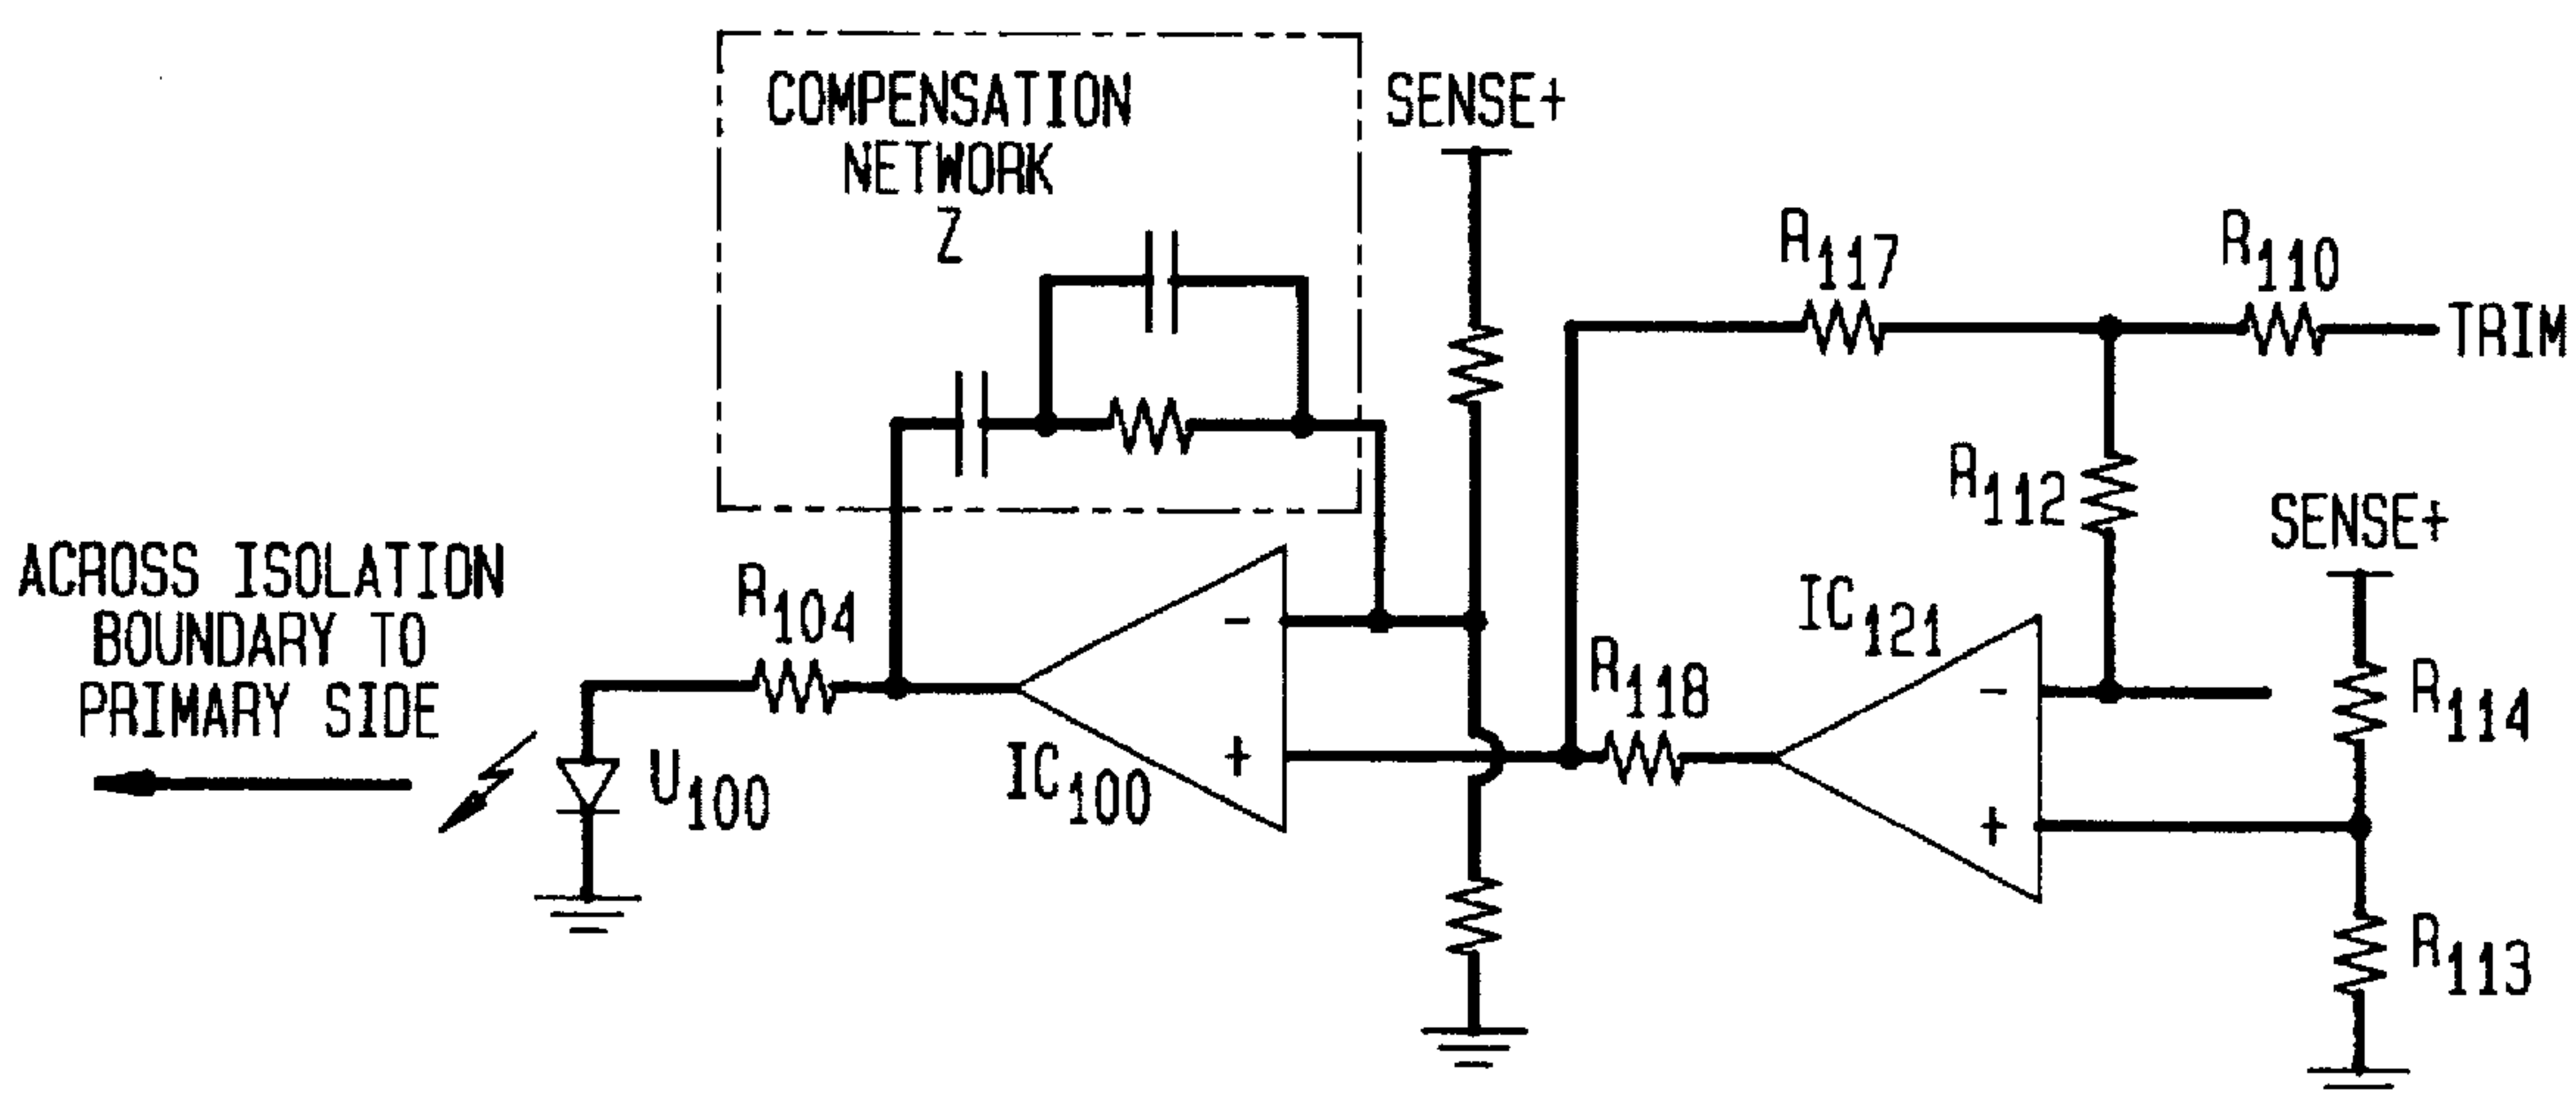 COMPENSATION
NETWORK
Z
SENSE+
R117
R110
TRIM
R112
SENSE+
ACROSS ISOLATION
BOUNDARY TO
PRIMARY SIDE
R104
IC121
R118
R114
-
-
U100
IC100
+
+
R113